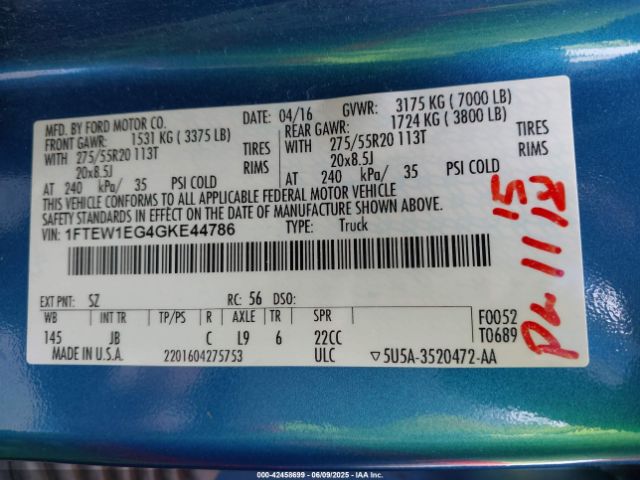 MFD. BY FORD MOTOR CO.
DATE: 04/16 GVWR: 3175 KG ( 7000 LB)
FRONT GAWR: 1531 KG ( 3375 LB)
REAR GAWR: 1724 KG ( 3800 LB)
WITH 275/55R20 113T TIRES
WITH 275/55R20 113T TIRES
20x8.5J RIMS
20x8.5J RIMS
AT 240 kPa/ 35 PSI COLD
AT 240 kPa/ 35 PSI COLD
THIS VEHICLE CONFORMS TO ALL APPLICABLE FEDERAL MOTOR VEHICLE
SAFETY STANDARDS IN EFFECT ON THE DATE OF MANUFACTURE SHOWN ABOVE.
VIN: 1FTEW1EG4GKE44786 TYPE: Truck
EXT PNT: SZ RC: 56 DSO:
WB INT TR TP/PS R AXLE TR SPR F0052
145 JB C L9 6 22CC T0689
MADE IN U.S.A. 2201604275753 ULC ▽5U5A-3520472-AA
15
1-42458699 - 06/09/2025 - IAAI.CA